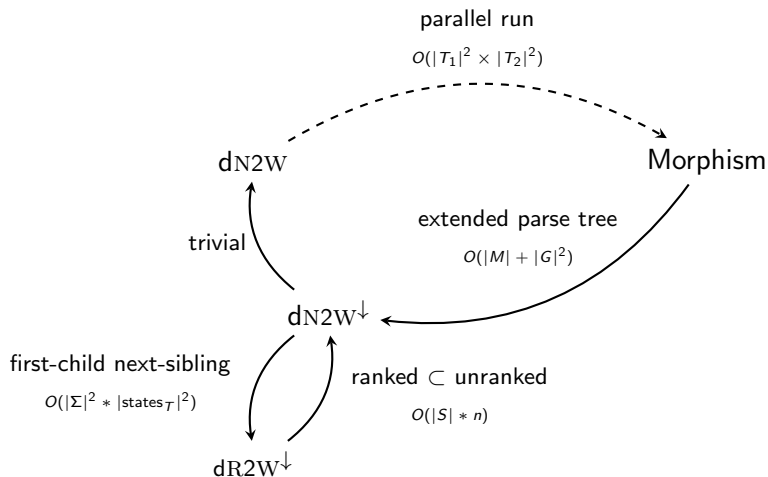 parallel run
O(|T₁|² × |T₂|²)
dN2W
Morphism
extended parse tree
O(|M| + |G|²)
trivial
dN2W↓
first-child next-sibling
O(|Σ|² * |states_T|²)
ranked ⊂ unranked
O(|S| * n)
dR2W↓